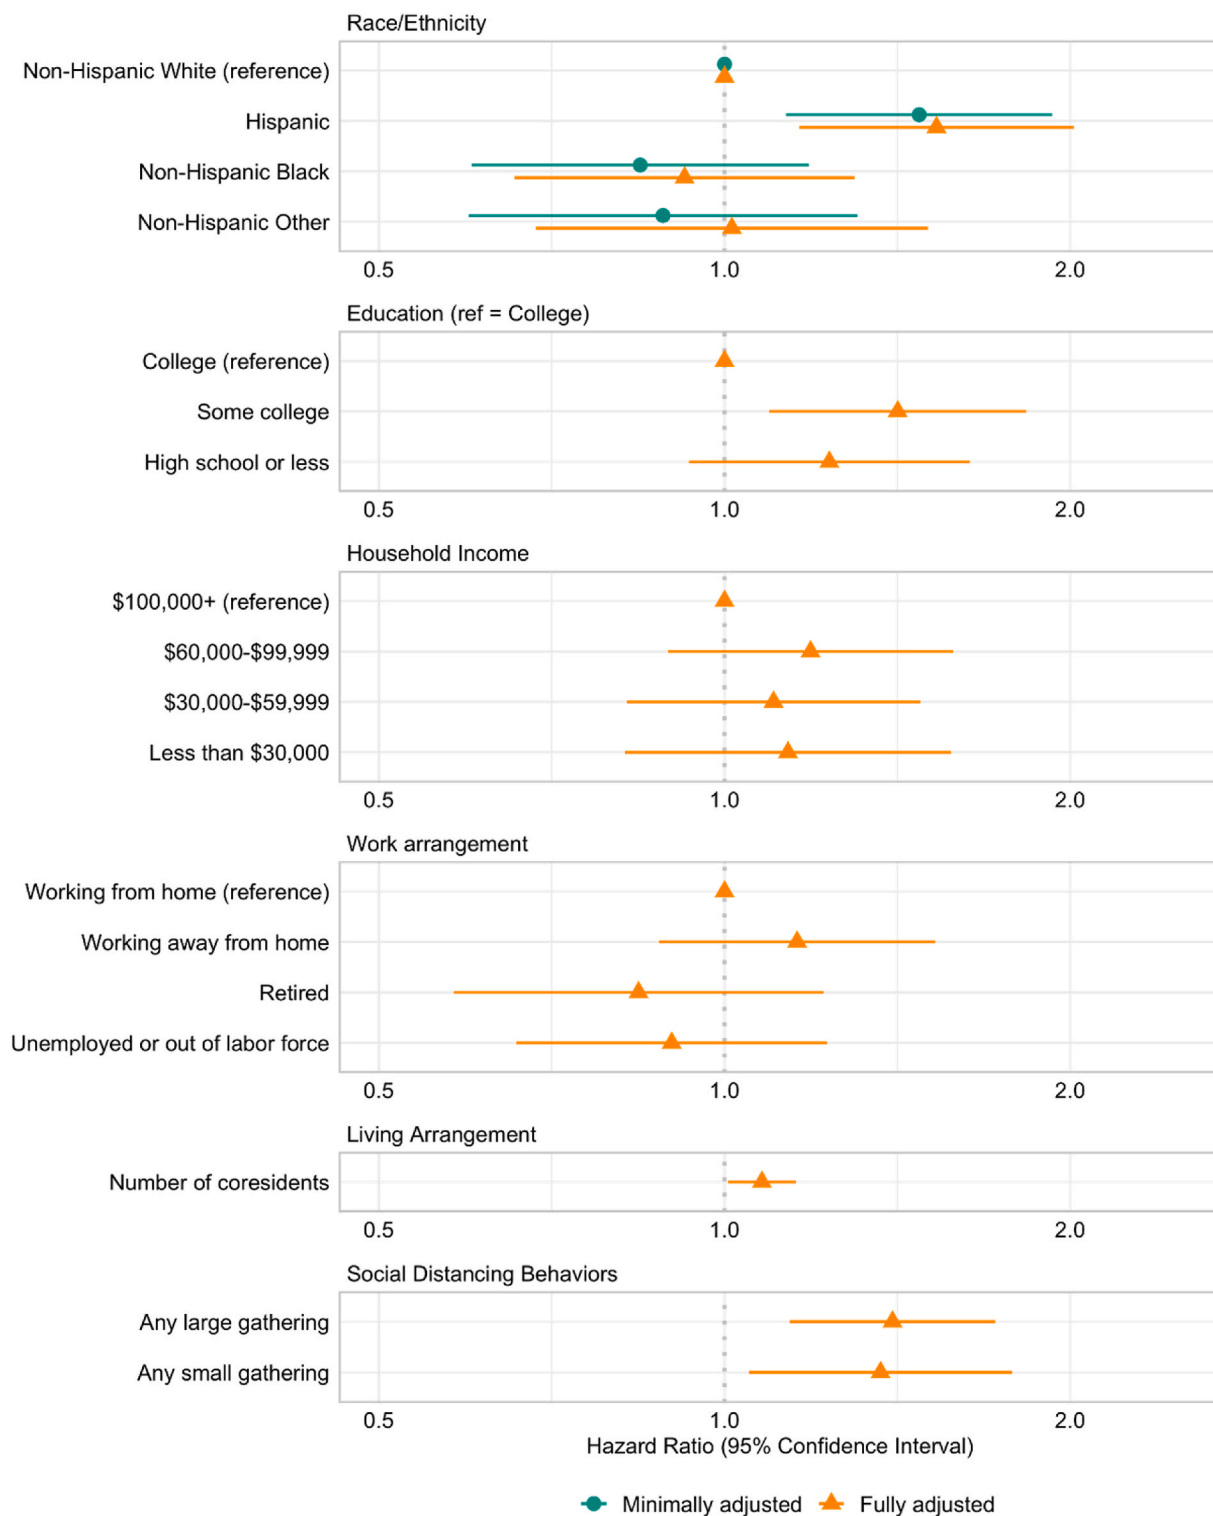 Race/Ethnicity
Non-Hispanic White (reference)
Hispanic
Non-Hispanic Black
Non-Hispanic Other
0.5 1.0 2.0
Education (ref = College)
College (reference)
Some college
High school or less
0.5 1.0 2.0
Household Income
$100,000+ (reference)
$60,000-$99,999
$30,000-$59,999
Less than $30,000
0.5 1.0 2.0
Work arrangement
Working from home (reference)
Working away from home
Retired
Unemployed or out of labor force
0.5 1.0 2.0
Living Arrangement
Number of coresidents
0.5 1.0 2.0
Social Distancing Behaviors
Any large gathering
Any small gathering
0.5 1.0 2.0
Hazard Ratio (95% Confidence Interval)
Minimally adjusted Fully adjusted